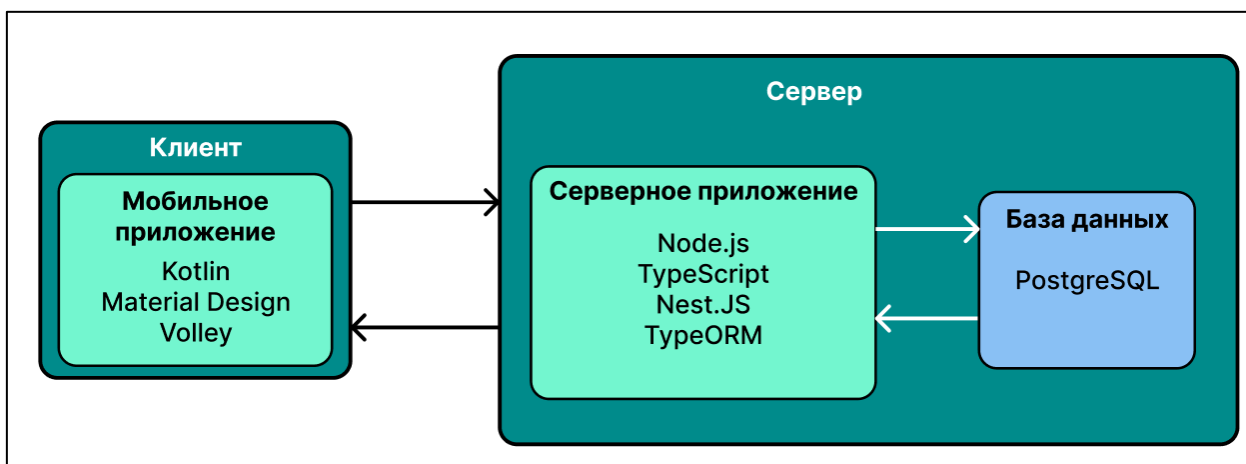 Клиент
Мобильное
приложение
Kotlin
Material Design
Volley
Сервер
Серверное приложение
Node.js
TypeScript
Nest.JS
TypeORM
База данных
PostgreSQL